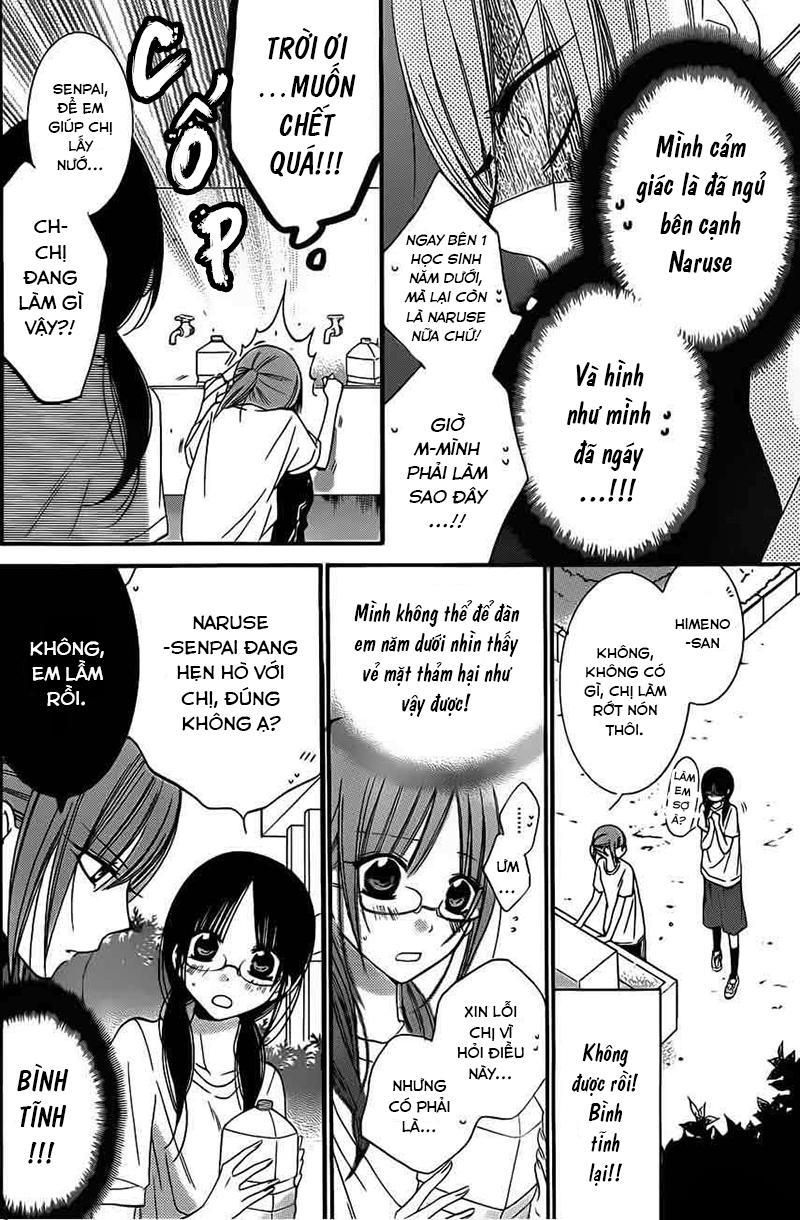 Mình cảm
giác là đã ngủ
bên cạnh
Naruse
NGAY BÊN 1
HỌC SINH
NĂM DƯỚI,
MÀ LẠI CÒN
LÀ NARUSE
NỮA CHỨ!
Và hình
như mình
đã ngáy
...!!!
GIỜ
M-MÌNH
PHẢI LÀM
SAO ĐÂY
...!!
TRỜI ƠI
...MUỐN
CHẾT
QUÁ!!!
CỐP
SENPAI,
ĐỂ EM
GIÚP CHỊ
LẤY
NƯỚ...
CH-
CHỊ
ĐANG
LÀM GÌ
VẬY?!
HIMENO
-SAN
KHÔNG,
KHÔNG CÓ
GÌ, CHỊ LÀM
RỚT NÓN
THÔI.
LÀM
EM
SỢ
À?
Không
được rồi!
Bình
tĩnh
lại!!
Mình không thể để đàn
em năm dưới nhìn thấy
vẻ mặt thảm hại như
vậy được!
.......
ƯM
...
XIN LỖI
CHỊ VÌ
HỎI ĐIỀU
NÀY...
NHƯNG
CÓ PHẢI
LÀ...
NARUSE
-SENPAI ĐANG
HẸN HÒ VỚI
CHỊ, ĐÚNG
KHÔNG Ạ?
KHÔNG,
EM LẦM
RỒI.
BÌNH
TĨNH
!!!